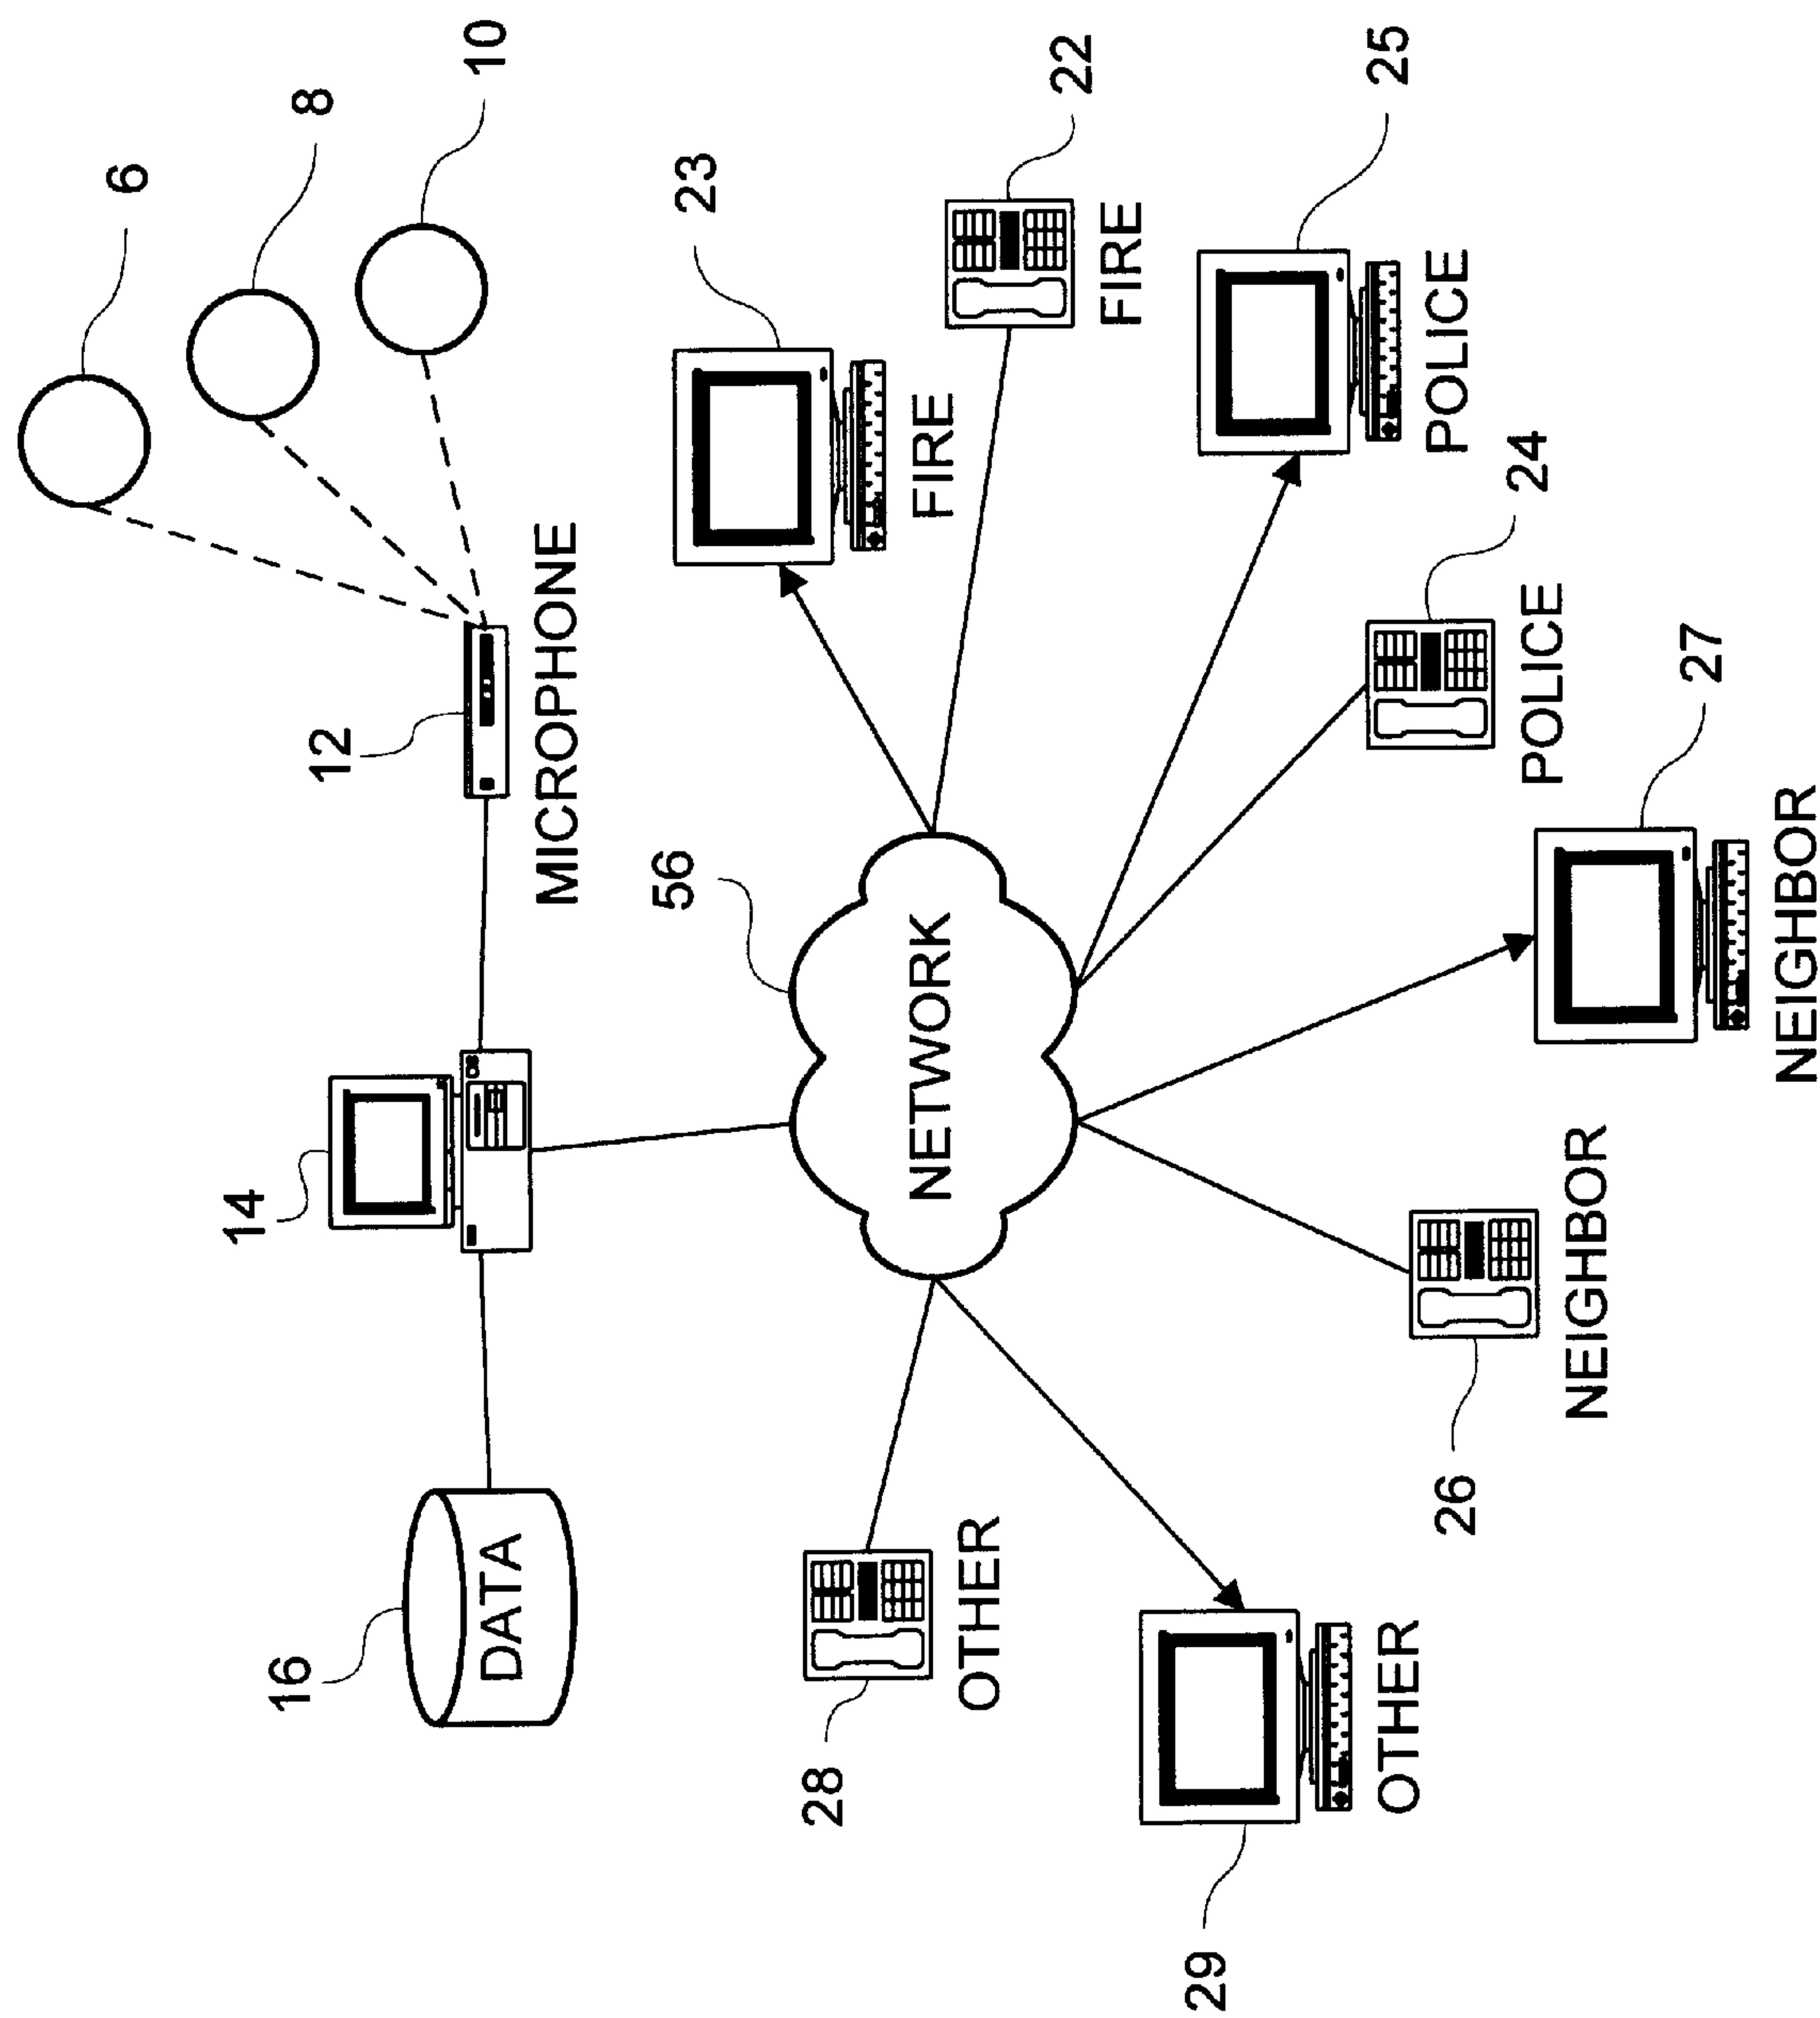 16
DATA
14
12
MICROPHONE
6
8
10
56
NETWORK
28
OTHER
29
OTHER
26
NEIGHBOR
27
NEIGHBOR
24
POLICE
25
POLICE
23
FIRE
22
FIRE